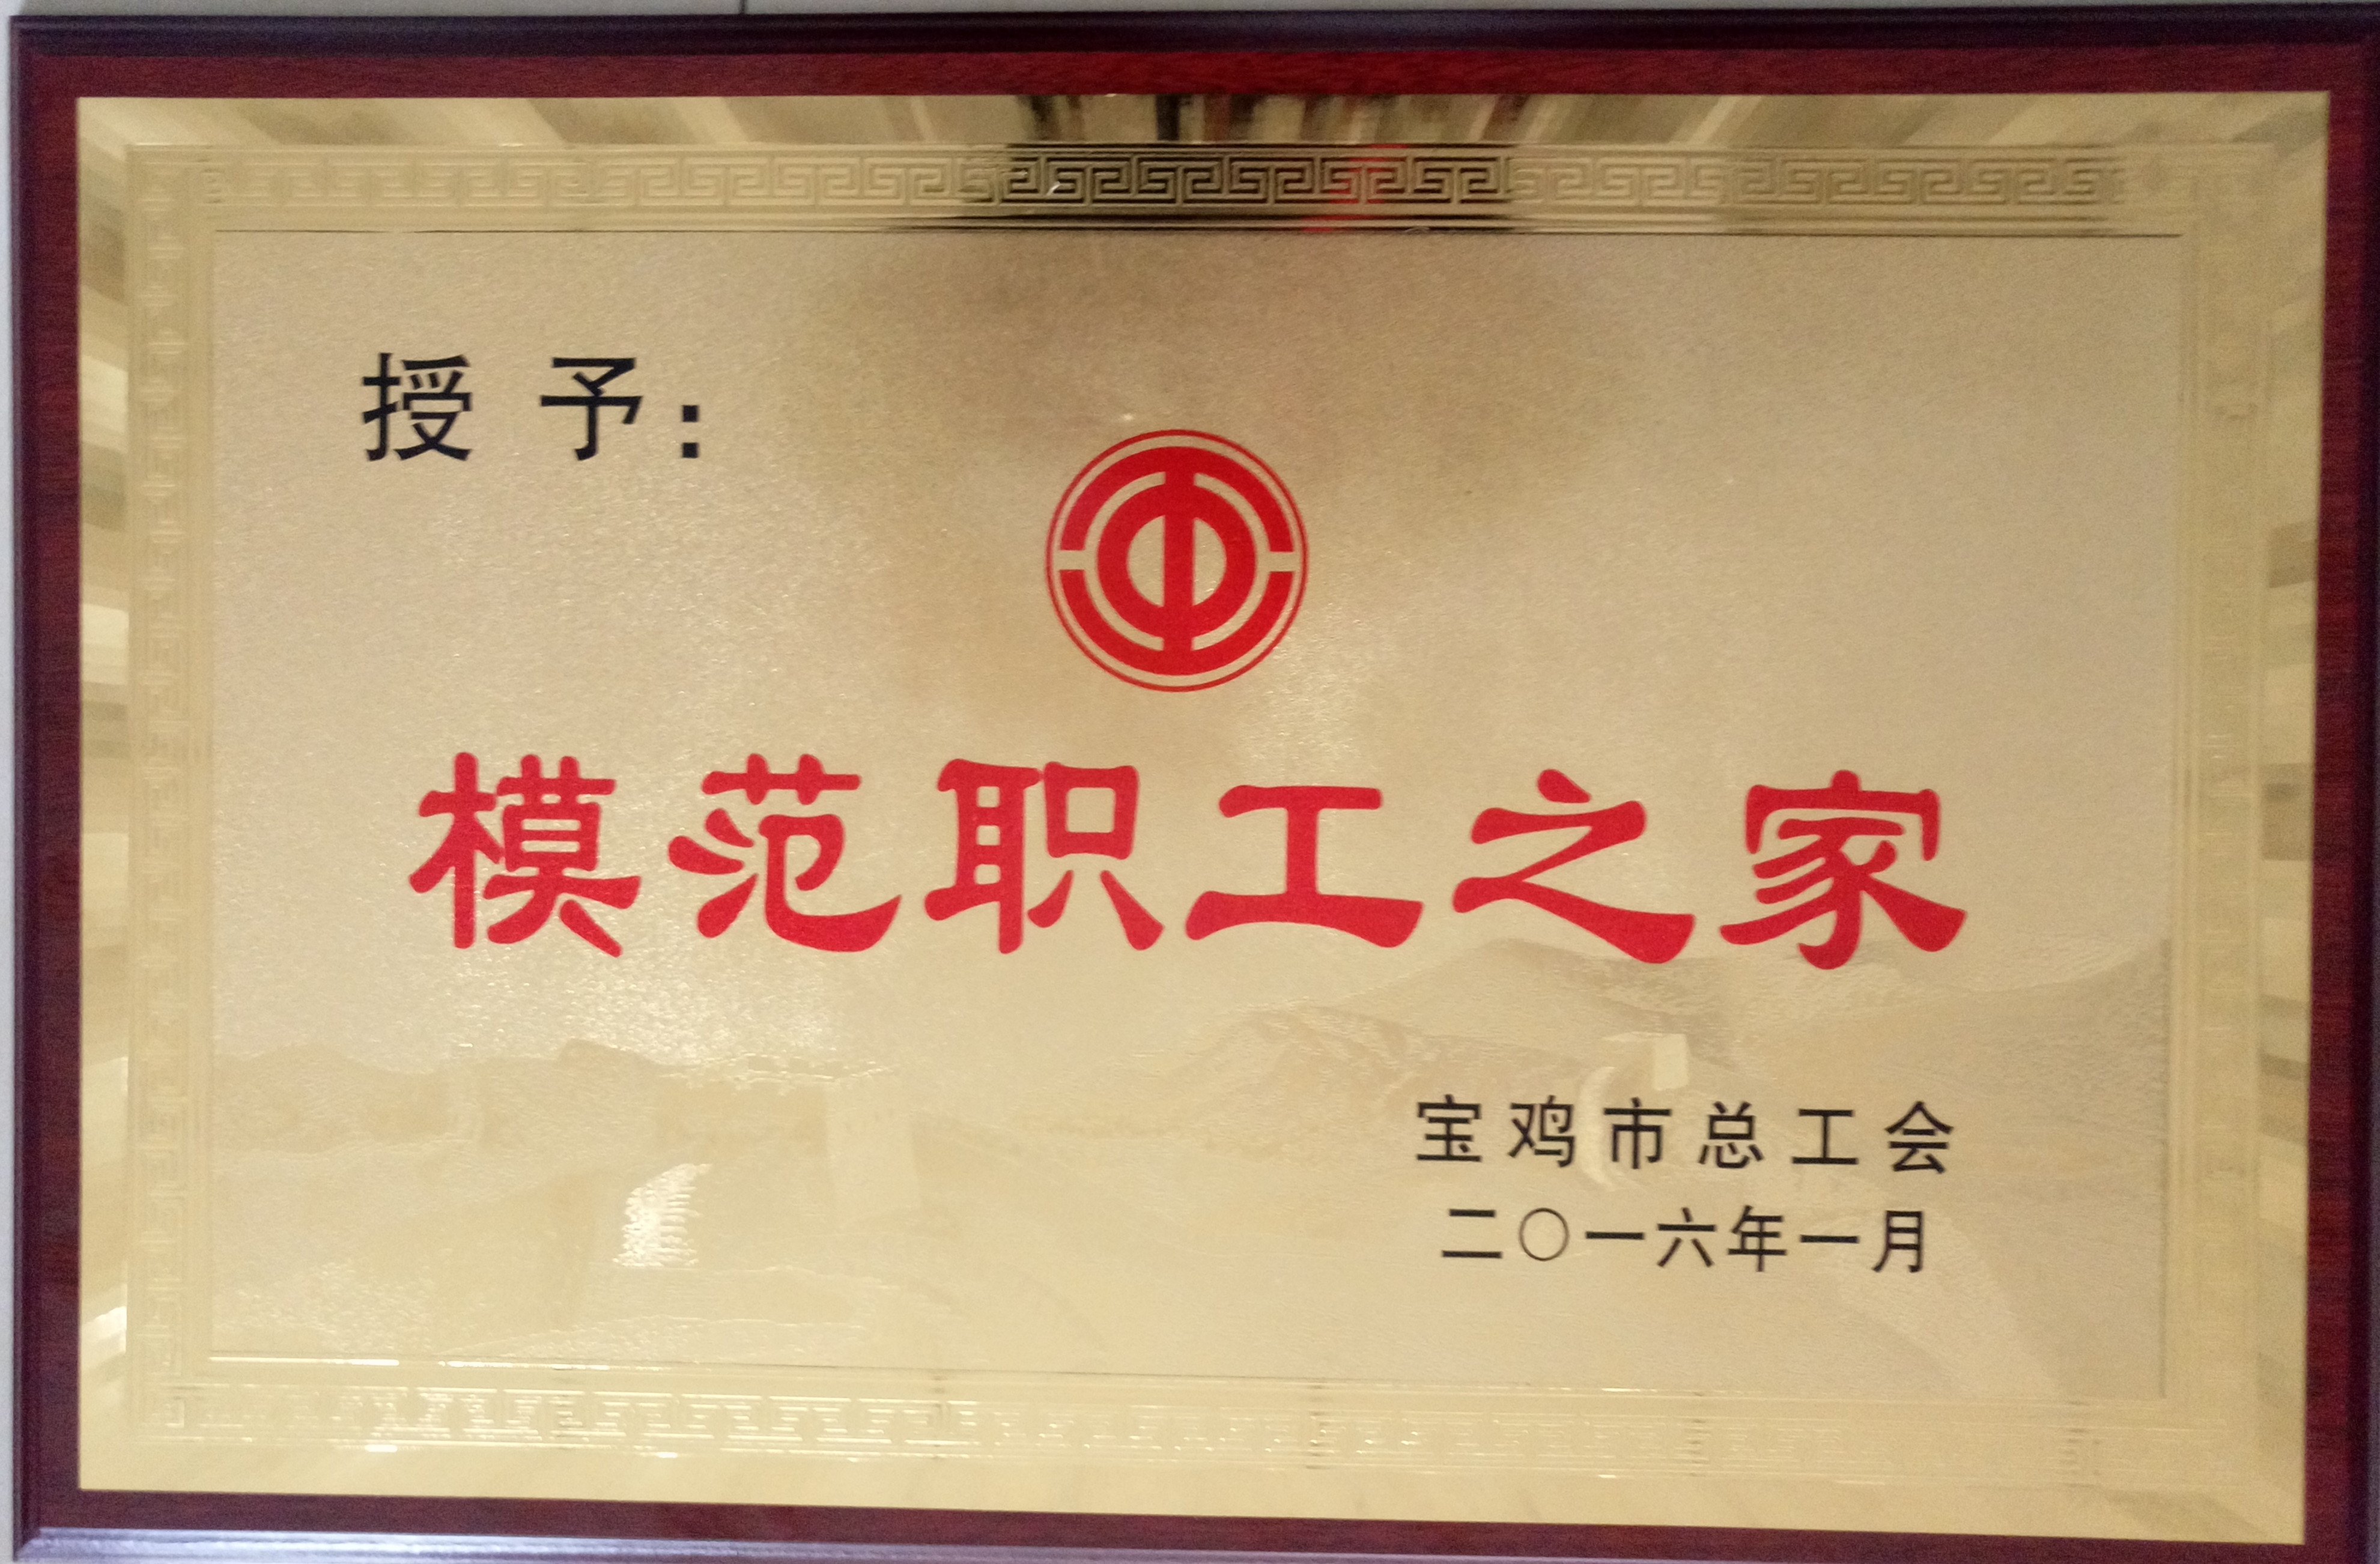 授予：
模范职工之家
宝鸡市总工会
二〇一六年一月